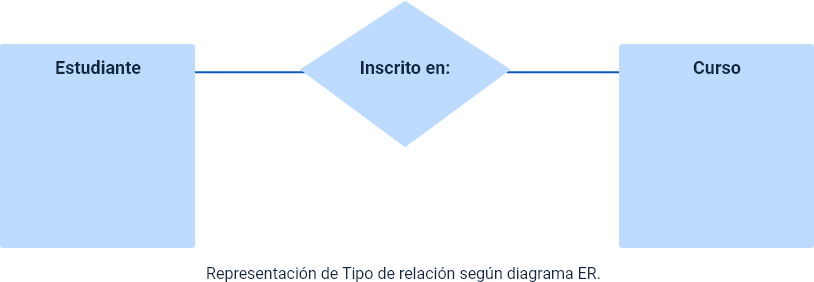 Estudiante
Inscrito en:
Curso
Representación de Tipo de relación según diagrama ER.